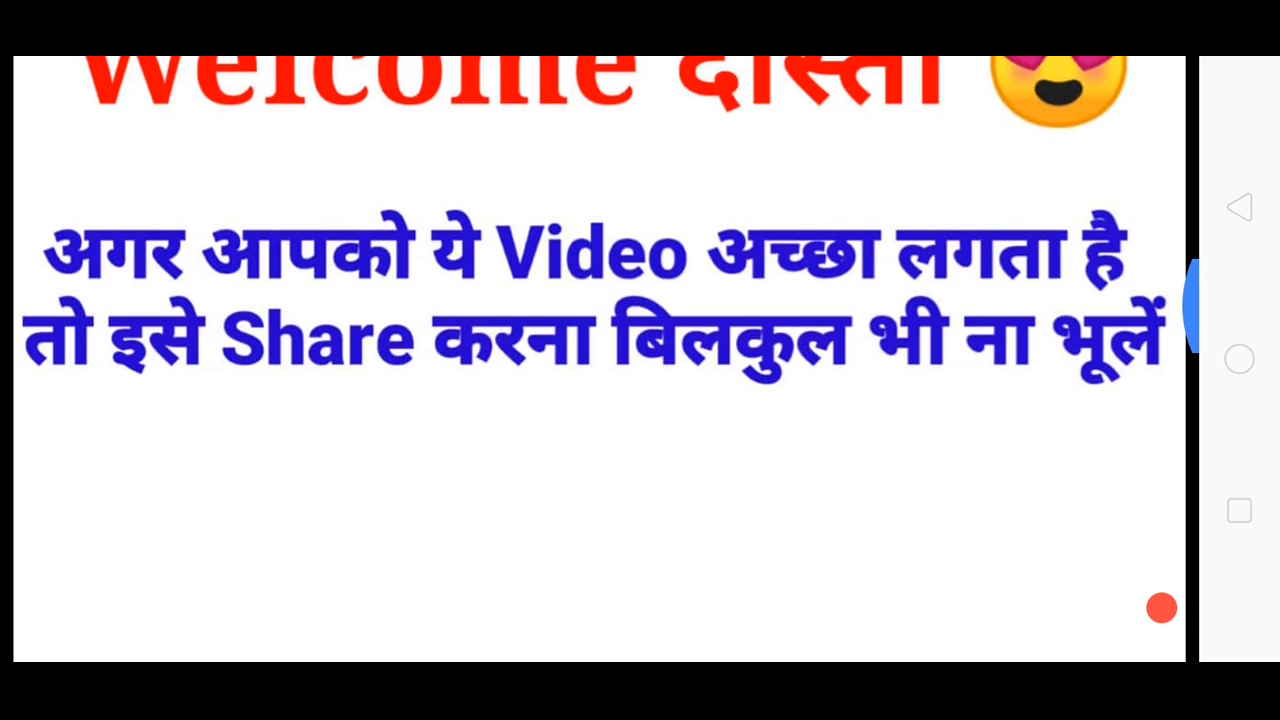 Welcome दोस्तों 😍
अगर आपको ये Video अच्छा लगता है
तो इसे Share करना बिलकुल भी ना भूलें